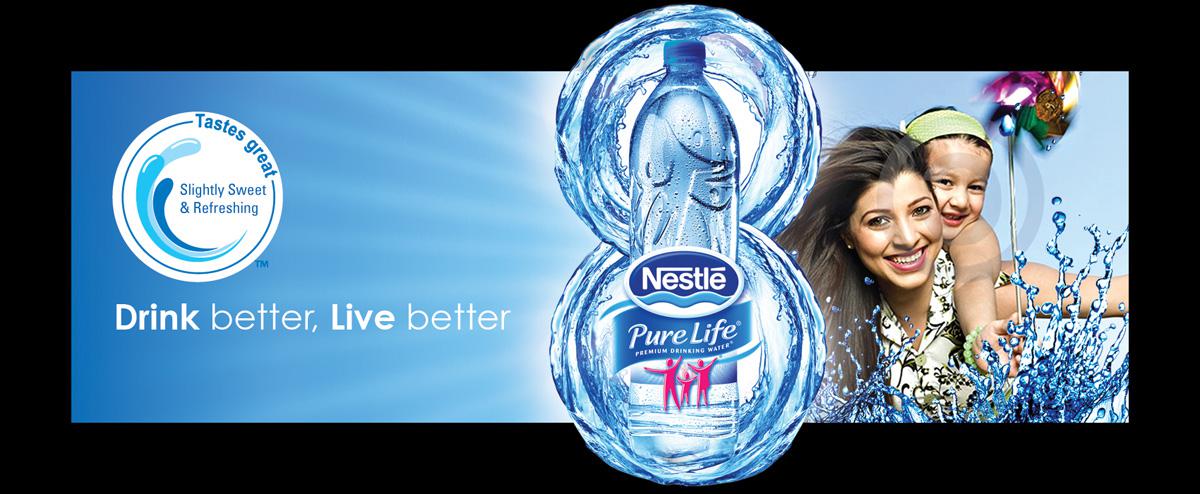 Tastes great
Slightly Sweet
& Refreshing
TM
Drink better, Live better
Nestlé
Pure Life®
PREMIUM DRINKING WATER®